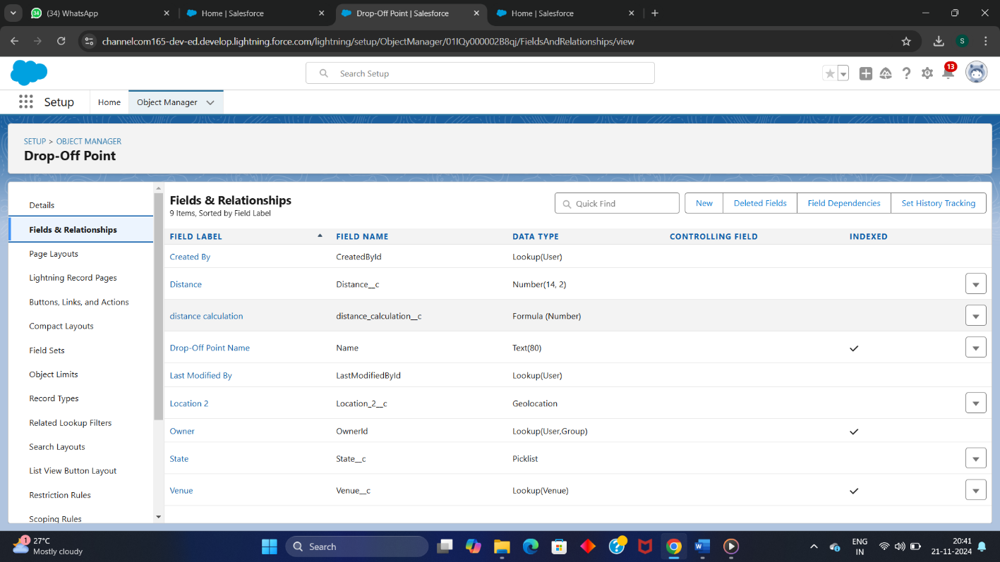 34 (34) WhatsApp
Home | Salesforce
Drop-Off Point | Salesforce
Home | Salesforce
channelcom165-dev-ed.develop.lightning.force.com/lightning/setup/ObjectManager/01IQy000002B8qj/FieldsAndRelationships/view
S
Search Setup
13
Setup
Home
Object Manager
SETUP > OBJECT MANAGER
Drop-Off Point
Details
Fields & Relationships
Page Layouts
Lightning Record Pages
Buttons, Links, and Actions
Compact Layouts
Field Sets
Object Limits
Record Types
Related Lookup Filters
Search Layouts
List View Button Layout
Restriction Rules
Scoping Rules
Fields & Relationships
9 Items, Sorted by Field Label
Quick Find
New
Deleted Fields
Field Dependencies
Set History Tracking
FIELD LABEL FIELD NAME DATA TYPE CONTROLLING FIELD INDEXED
Created By CreatedById Lookup(User)
Distance Distance__c Number(14, 2)
distance calculation distance_calculation__c Formula (Number)
Drop-Off Point Name Name Text(80)
Last Modified By LastModifiedById Lookup(User)
Location 2 Location_2__c Geolocation
Owner OwnerId Lookup(User,Group)
State State__c Picklist
Venue Venue__c Lookup(Venue)
1
27°C
Mostly cloudy
Search
ENG
IN
20:41
21-11-2024